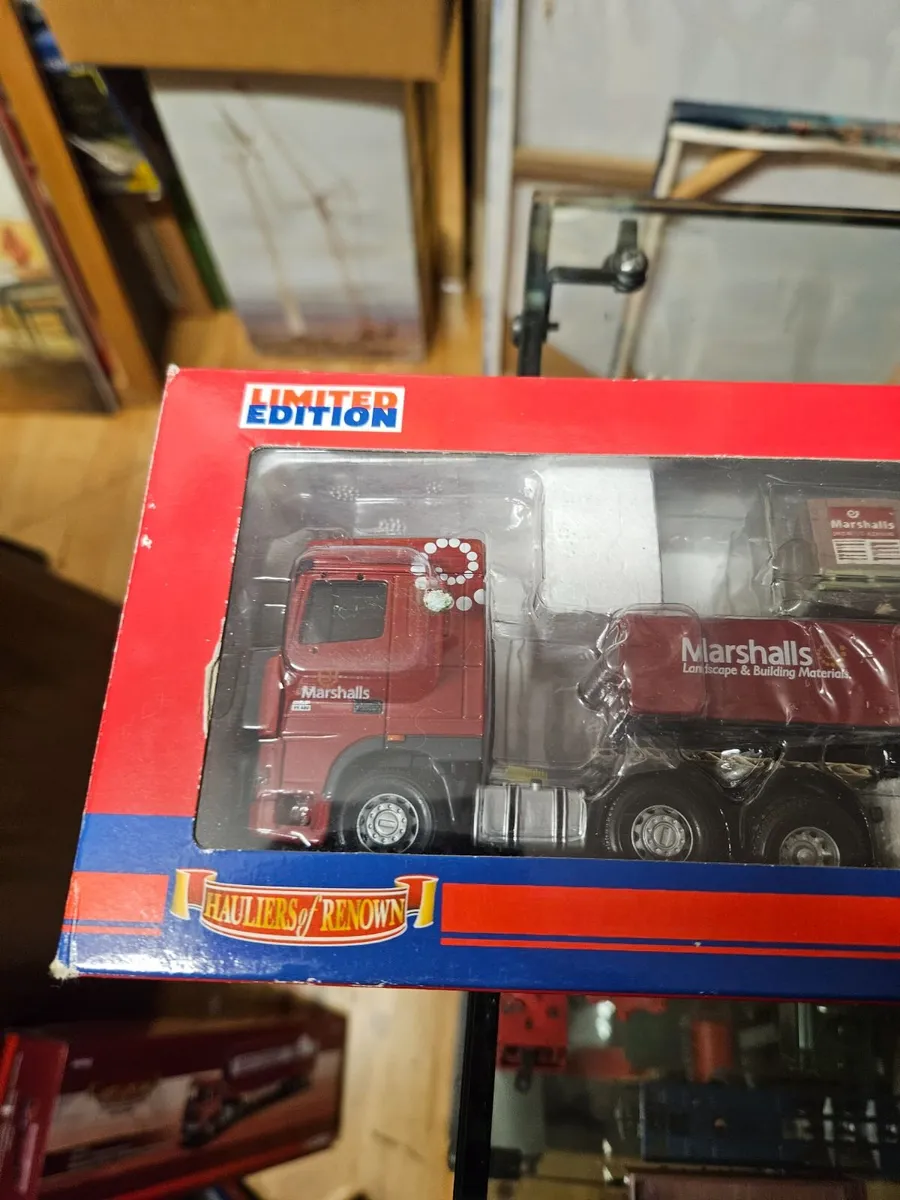 LIMITED
EDITION
Marshalls
Marshalls
Landscape & Building Materials.
Marshalls
HAULIERS of RENOWN